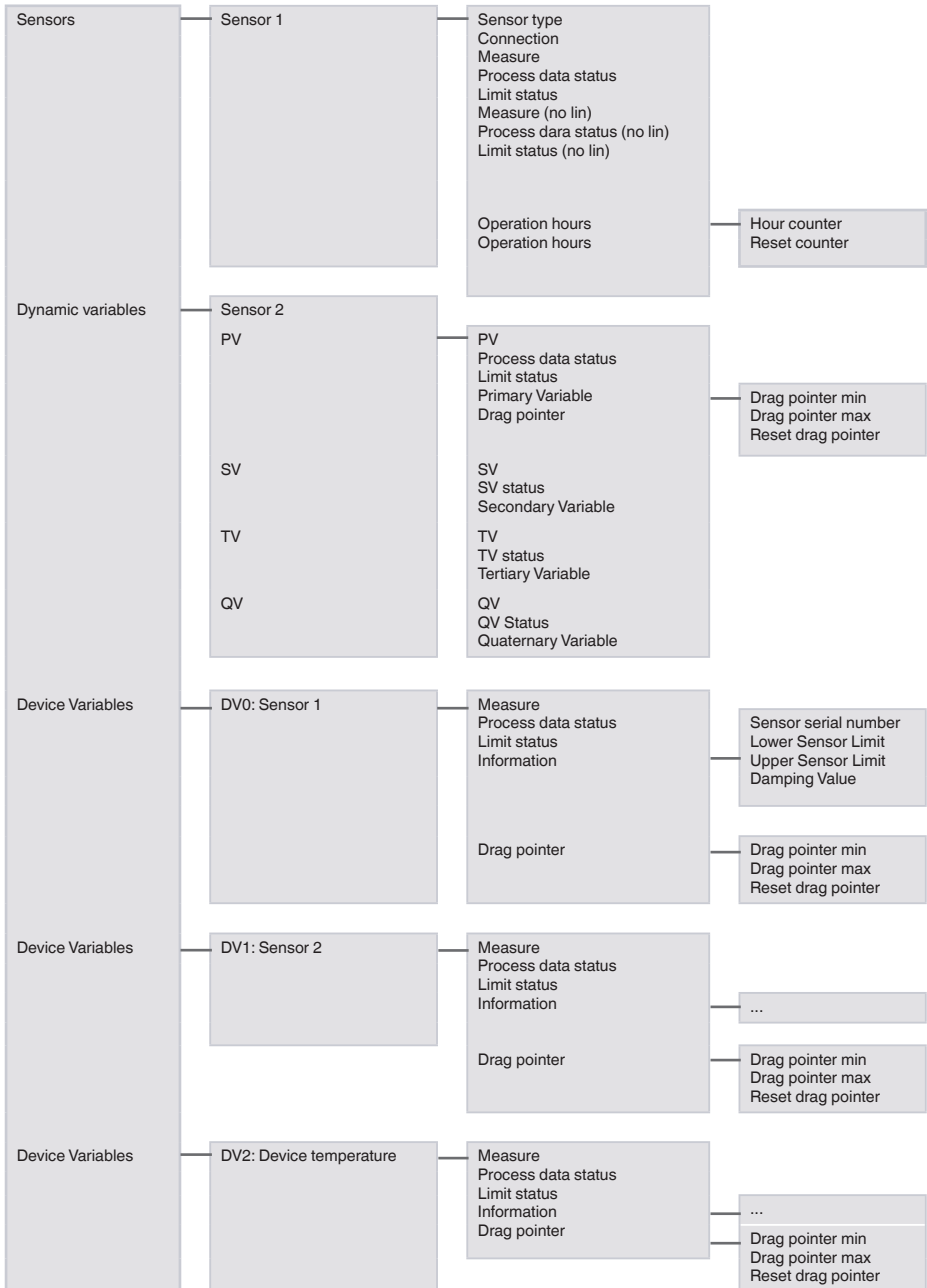 Sensors
Sensor 1
Sensor type
Connection
Measure
Process data status
Limit status
Measure (no lin)
Process dara status (no lin)
Limit status (no lin)
Operation hours
Operation hours
Hour counter
Reset counter
Dynamic variables
Sensor 2
PV
PV
Process data status
Limit status
Primary Variable
Drag pointer
Drag pointer min
Drag pointer max
Reset drag pointer
SV
SV
SV status
Secondary Variable
TV
TV
TV status
Tertiary Variable
QV
QV
QV Status
Quaternary Variable
Device Variables
DV0: Sensor 1
Measure
Process data status
Limit status
Information
Sensor serial number
Lower Sensor Limit
Upper Sensor Limit
Damping Value
Drag pointer
Drag pointer min
Drag pointer max
Reset drag pointer
Device Variables
DV1: Sensor 2
Measure
Process data status
Limit status
Information
...
Drag pointer
Drag pointer min
Drag pointer max
Reset drag pointer
Device Variables
DV2: Device temperature
Measure
Process data status
Limit status
Information
Drag pointer
...
Drag pointer min
Drag pointer max
Reset drag pointer